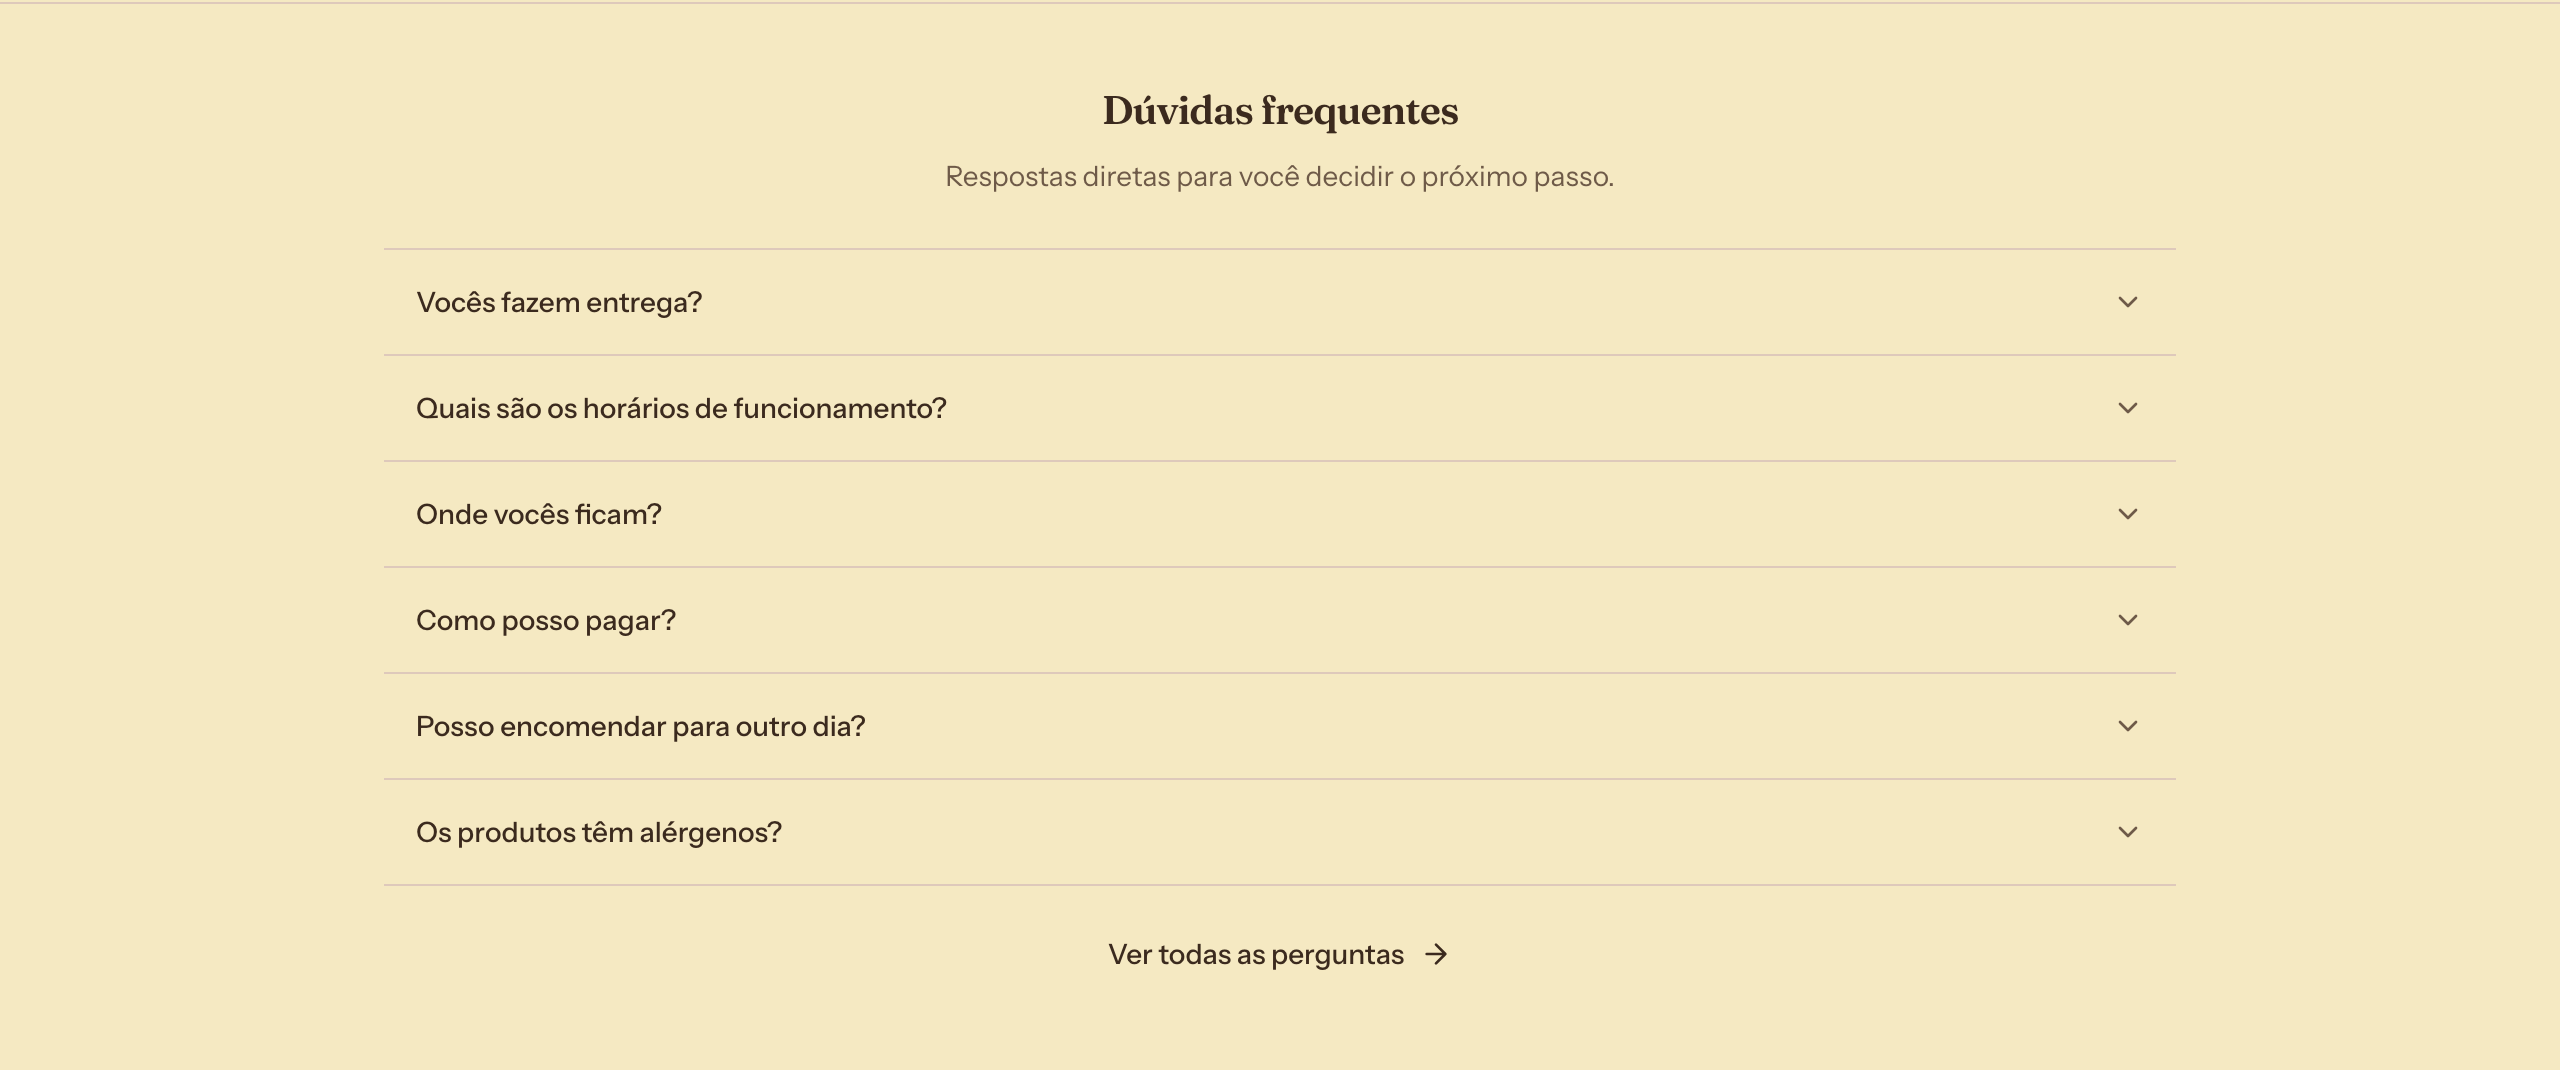 Dúvidas frequentes
Respostas diretas para você decidir o próximo passo.
Vocês fazem entrega?
Quais são os horários de funcionamento?
Onde vocês ficam?
Como posso pagar?
Posso encomendar para outro dia?
Os produtos têm alérgenos?
Ver todas as perguntas →